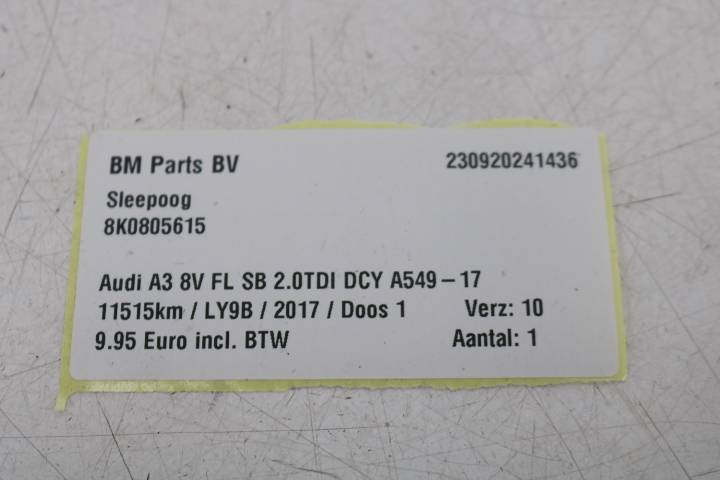 BM Parts BV 230920241436
Sleepoog
8K0805615
Audi A3 8V FL SB 2.0TDI DCY A549-17
11515km / LY9B / 2017 / Doos 1 Verz: 10
9.95 Euro incl. BTW Aantal: 1